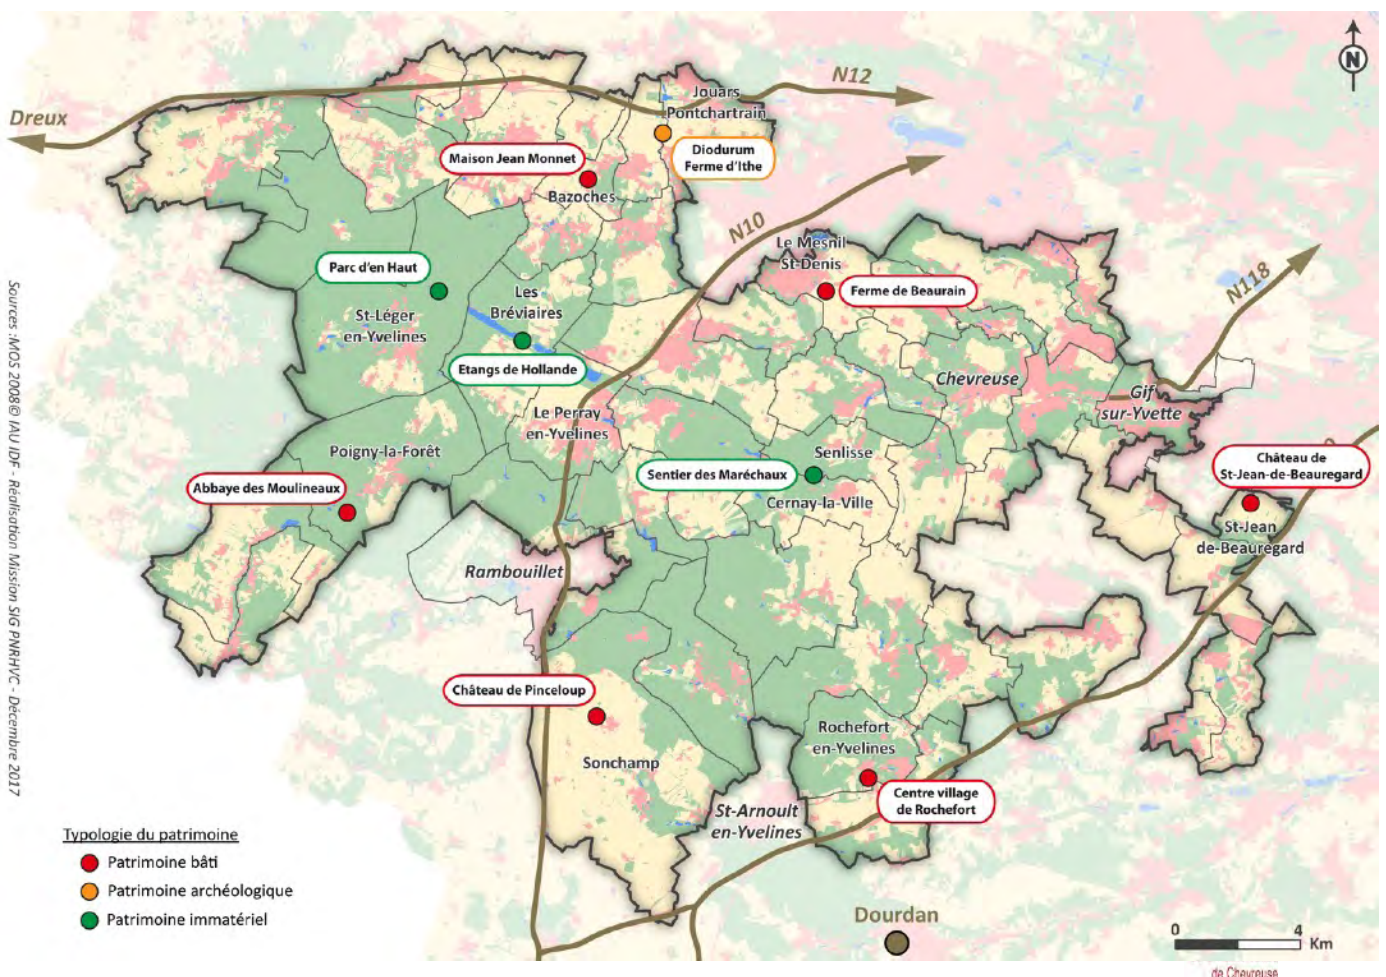 N
N12
Dreux
Jouars
Pontchartrain
Maison Jean Monnet
Diodurum
Ferme d'Ithe
Bazoches
N10
Le Mesnil
St-Denis
Parc d'en Haut
N118
Les
Bréviaires
Ferme de Beaurain
St-Léger
en-Yvelines
Etangs de Hollande
Chevreuse
Gif
sur-Yvette
Le Perray
en-Yvelines
Poigny-la-Forêt
Senlisse
Château de
St-Jean-de-Beauregard
Sentier des Maréchaux
Abbaye des Moulineaux
Cernay-la-Ville
St-Jean
de-Beauregard
Rambouillet
Château de Pinceloup
Rochefort
en-Yvelines
Sonchamp
Centre village
de Rochefort
St-Arnoult
en-Yvelines
Sources :MOS 2008© IAU IDF - Réalisation Mission SIG PNRHVC - Décembre 2017
Typologie du patrimoine
Patrimoine bâti
Patrimoine archéologique
Patrimoine immatériel
Dourdan
0 4
Km
de Chevreuse